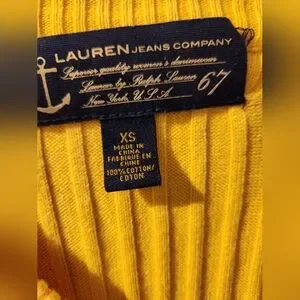 LAUREN JEANS COMPANY
Superior quality women's denimwear
Lauren by Ralph Lauren
New York, U.S.A
67
XS
MADE IN
CHINA
FABRIQUÉ EN
CHINE
100% COTTON/
COTON